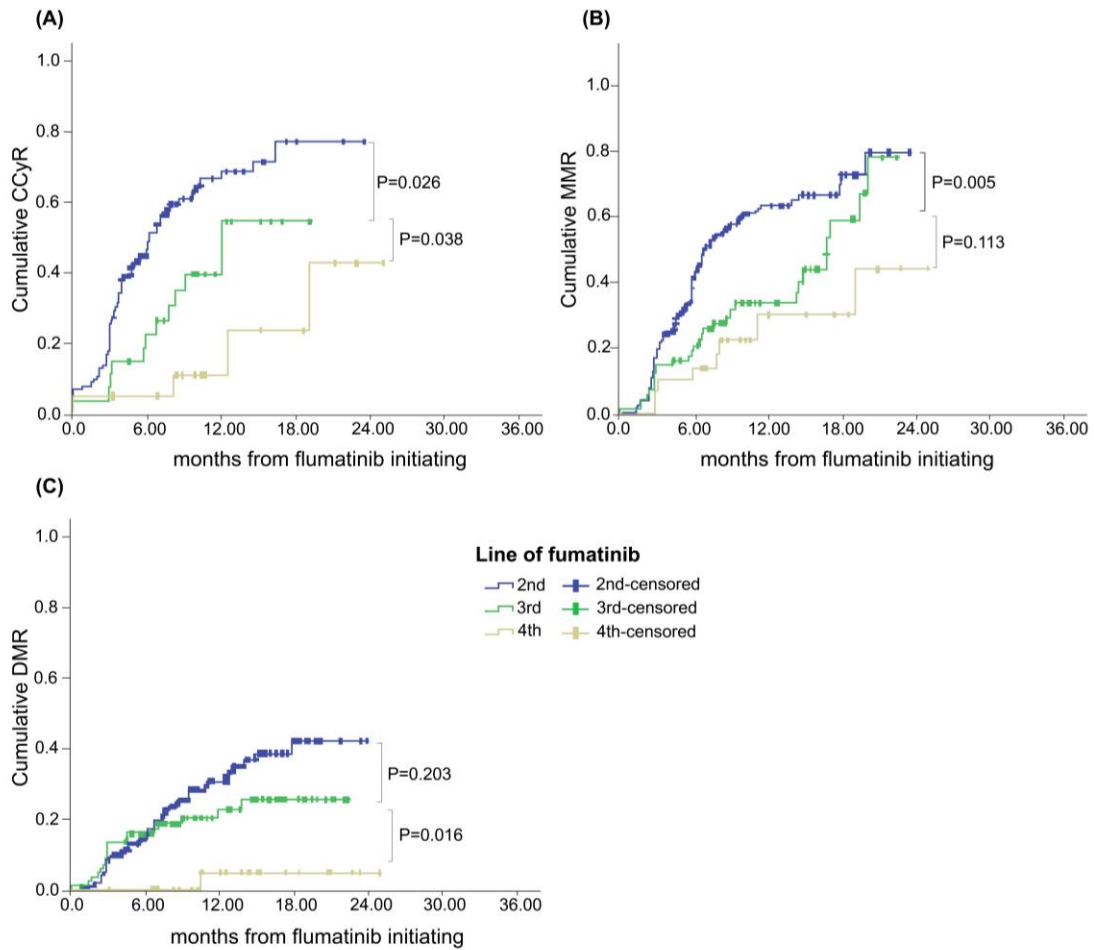 (A)
Cumulative CCyR
1.0
0.8
0.6
0.4
0.2
0.0
P=0.026
P=0.038
0.0 6.00 12.00 18.00 24.00 30.00 36.00
months from flumatinib initiating
(B)
Cumulative MMR
1.0
0.8
0.6
0.4
0.2
0.0
P=0.005
P=0.113
0.0 6.00 12.00 18.00 24.00 30.00 36.00
months from flumatinib initiating
(C)
Cumulative DMR
1.0
0.8
0.6
0.4
0.2
0.0
P=0.203
P=0.016
0.0 6.00 12.00 18.00 24.00 30.00 36.00
months from flumatinib initiating
Line of fumatinib
2nd 2nd-censored
3rd 3rd-censored
4th 4th-censored